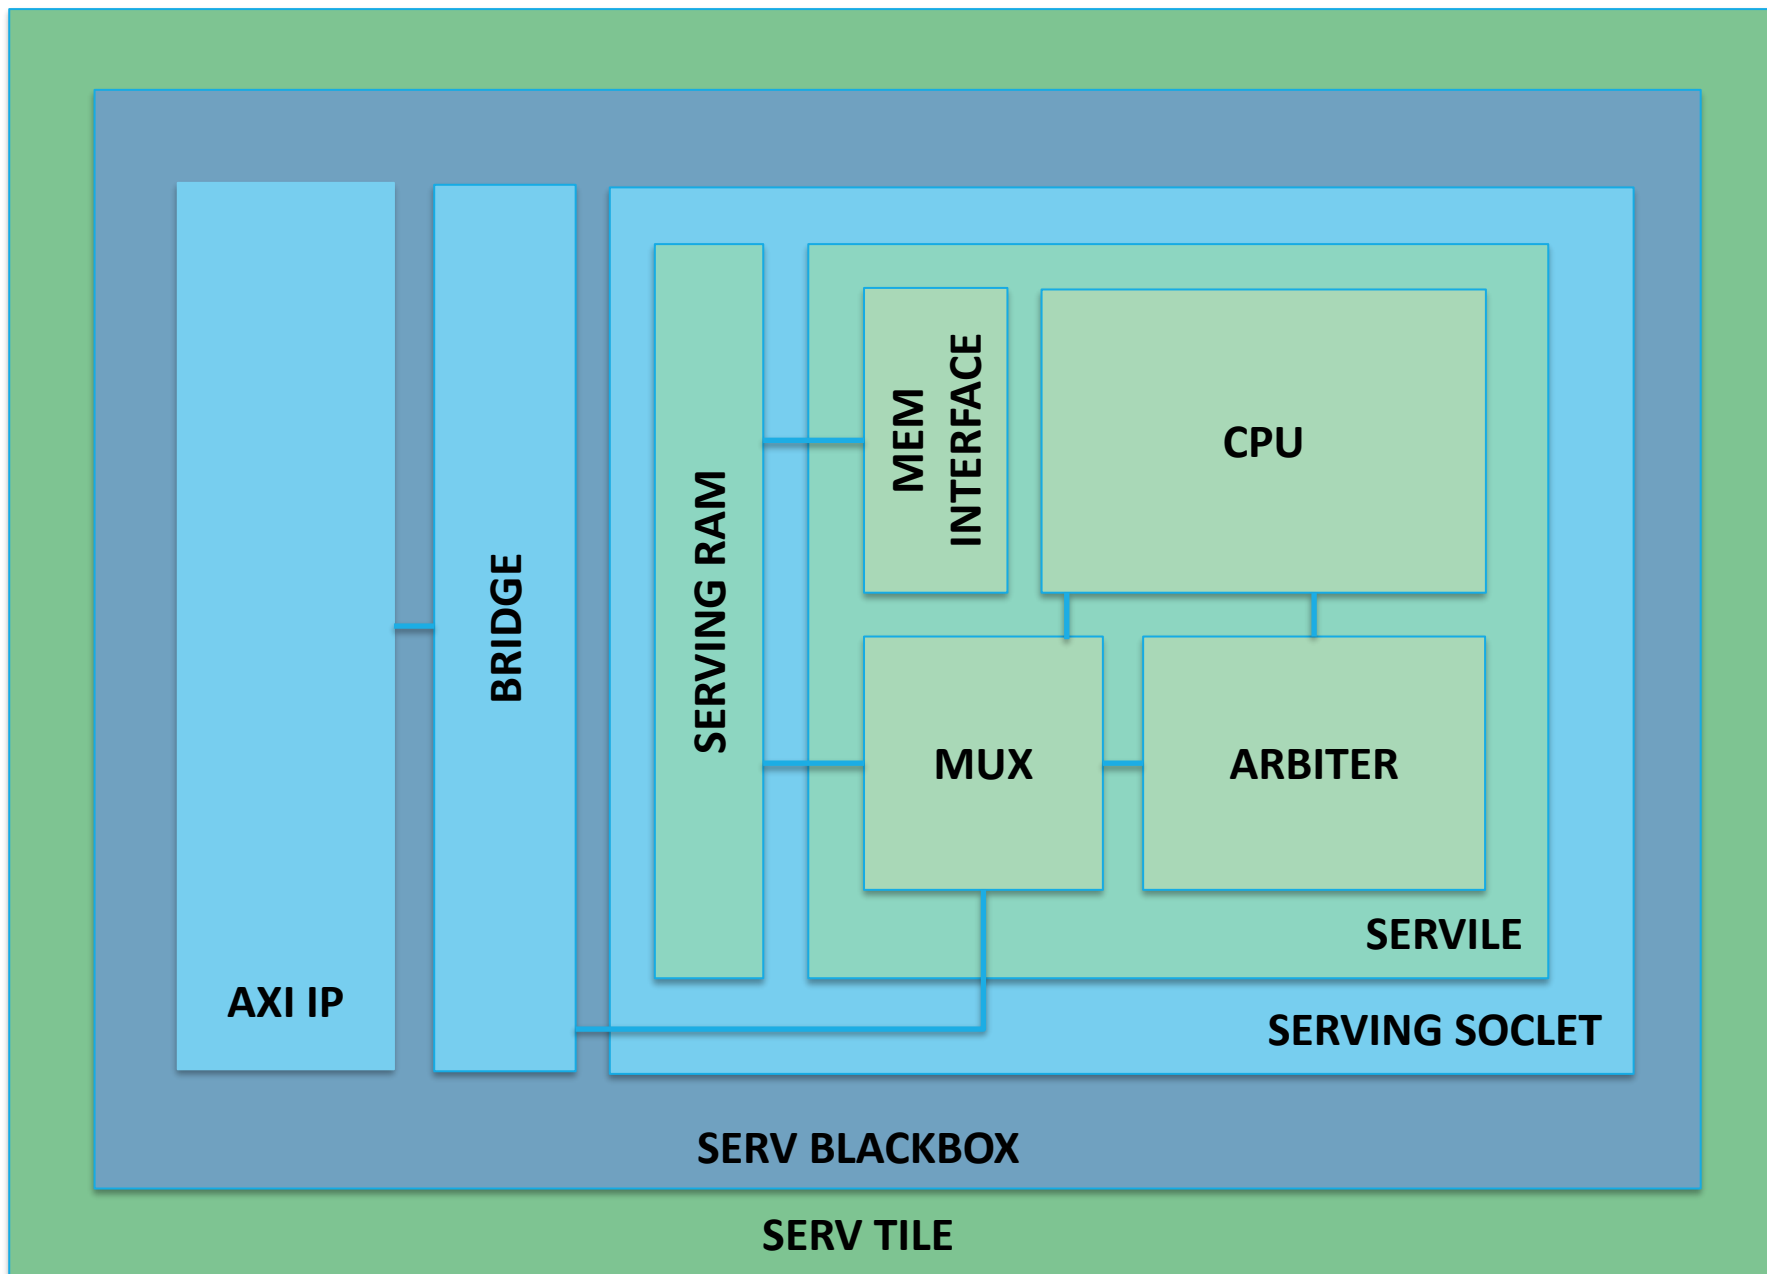 AXI IP
BRIDGE
SERVING RAM
MEM
INTERFACE
CPU
MUX
ARBITER
SERVILE
SERVING SOCLET
SERV BLACKBOX
SERV TILE